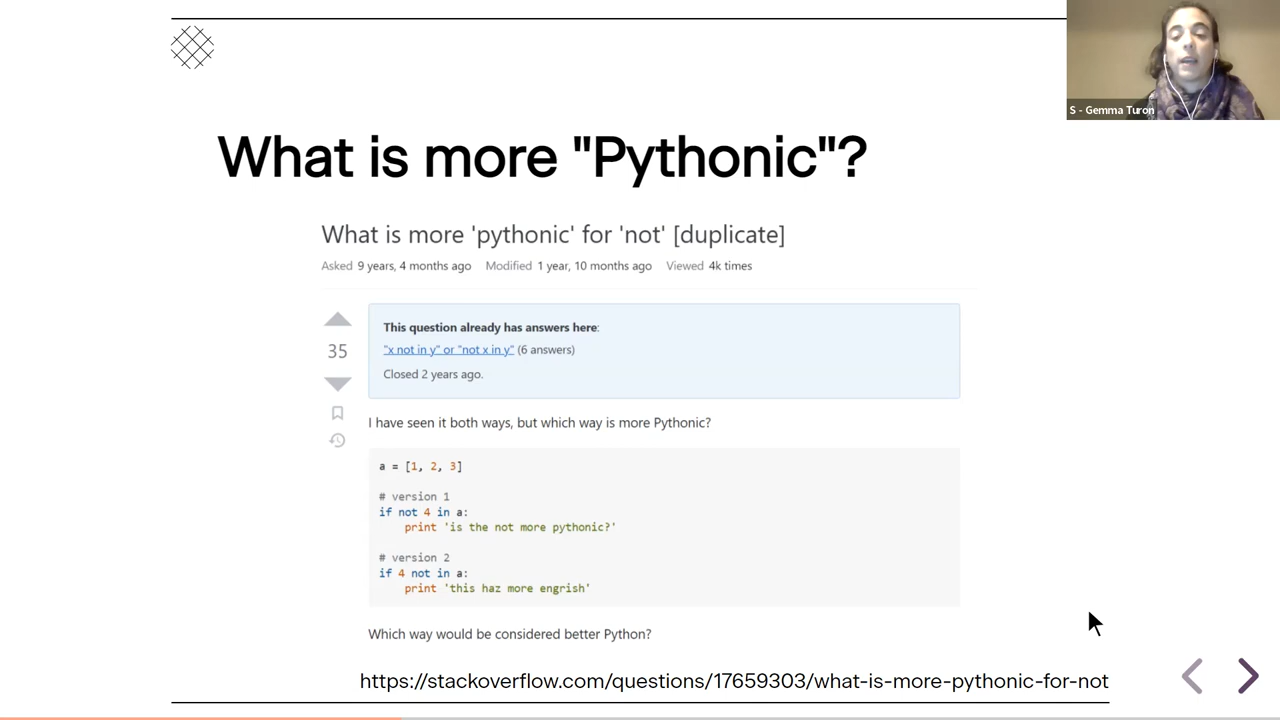 S - Gemma Turon
What is more "Pythonic"?
What is more 'pythonic' for 'not' [duplicate]
Asked 9 years, 4 months ago Modified 1 year, 10 months ago Viewed 4k times
This question already has answers here:
35
"x not in y" or "not x in y" (6 answers)
Closed 2 years ago.
I have seen it both ways, but which way is more Pythonic?
a = [1, 2, 3]
# version 1
if not 4 in a:
    print 'is the not more pythonic?'
# version 2
if 4 not in a:
    print 'this haz more engrish'
Which way would be considered better Python?
https://stackoverflow.com/questions/17659303/what-is-more-pythonic-for-not